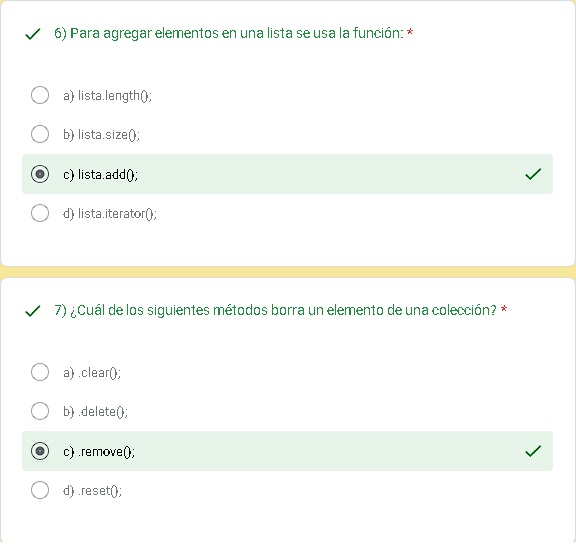 6) Para agregar elementos en una lista se usa la función: *
a) lista.length();
b) lista.size();
c) lista.add();
d) lista.iterator();
7) ¿Cuál de los siguientes métodos borra un elemento de una colección? *
a) .clear();
b) .delete();
c) .remove();
d) .reset();